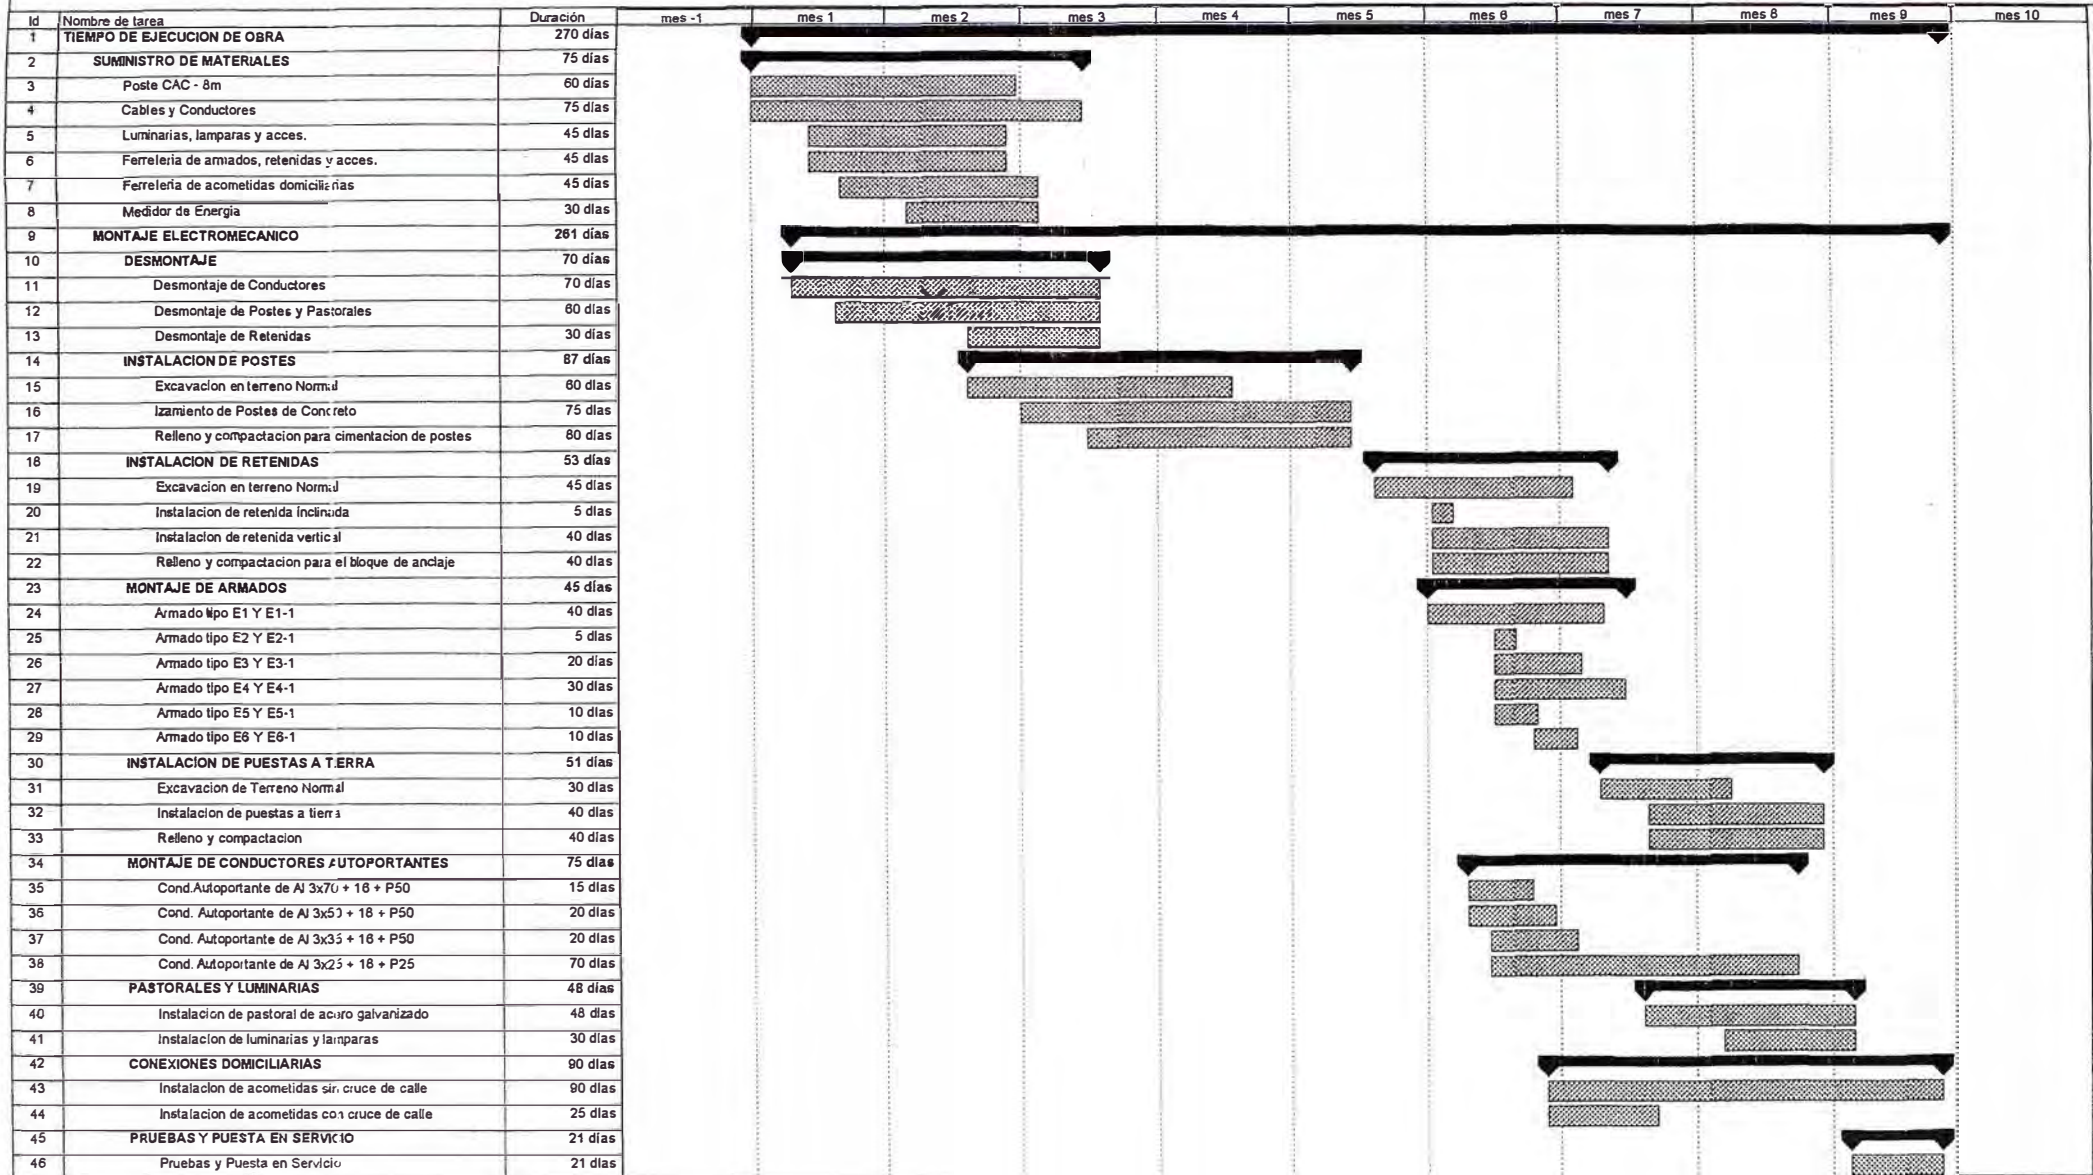 Id Nombre de tarea Duración mes -1 mes 1 mes 2 mes 3 mes 4 mes 5 mes 6 mes 7 mes 8 mes 9 mes 10
1 TIEMPO DE EJECUCION DE OBRA 270 días
2 SUMINISTRO DE MATERIALES 75 días
3 Poste CAC - 8m 60 días
4 Cables y Conductores 75 días
5 Luminarias, lamparas y acces. 45 días
6 Ferreleria de armados, retenidas y acces. 45 días
7 Ferreleria de acometidas domiciliarias 45 días
8 Medidor de Energia 30 días
9 MONTAJE ELECTROMECANICO 261 días
10 DESMONTAJE 70 días
11 Desmontaje de Conductores 70 días
12 Desmontaje de Postes y Pastorales 60 días
13 Desmontaje de Retenidas 30 días
14 INSTALACION DE POSTES 87 días
15 Excavacion en terreno Normal 60 días
16 Izamiento de Postes de Concreto 75 días
17 Relleno y compactacion para cimentacion de postes 60 días
18 INSTALACION DE RETENIDAS 53 días
19 Excavacion en terreno Normal 45 días
20 Instalacion de retenida inclinada 5 días
21 Instalacion de retenida vertical 40 días
22 Relleno y compactacion para el bloque de anclaje 40 días
23 MONTAJE DE ARMADOS 45 días
24 Armado tipo E1 Y E1-1 40 días
25 Armado tipo E2 Y E2-1 5 días
26 Armado tipo E3 Y E3-1 20 días
27 Armado tipo E4 Y E4-1 30 días
28 Armado tipo E5 Y E5-1 10 días
29 Armado tipo E6 Y E6-1 10 días
30 INSTALACION DE PUESTAS A TIERRA 51 días
31 Excavacion de Terreno Normal 30 días
32 Instalacion de puestas a tierra 40 días
33 Relleno y compactacion 40 días
34 MONTAJE DE CONDUCTORES AUTOPORTANTES 75 días
35 Cond.Autoportante de Al 3x70 + 16 + P50 15 días
36 Cond. Autoportante de Al 3x50 + 16 + P50 20 días
37 Cond. Autoportante de Al 3x35 + 16 + P50 20 días
38 Cond. Autoportante de Al 3x25 + 16 + P25 70 días
39 PASTORALES Y LUMINARIAS 48 días
40 Instalacion de pastoral de acero galvanizado 48 días
41 Instalacion de luminarias y lamparas 30 días
42 CONEXIONES DOMICILIARIAS 90 días
43 Instalacion de acometidas sin cruce de calle 90 días
44 Instalacion de acometidas con cruce de calle 25 días
45 PRUEBAS Y PUESTA EN SERVICIO 21 días
46 Pruebas y Puesta en Servicio 21 días